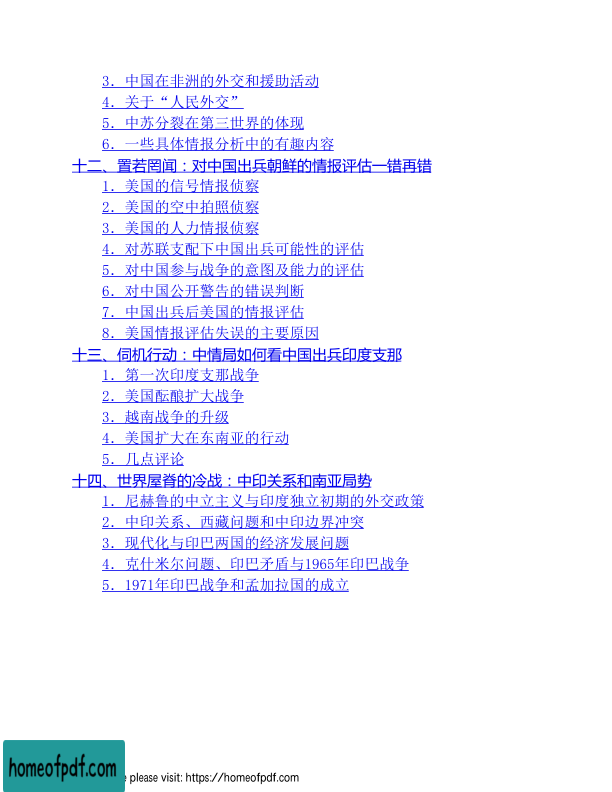 3．中国在非洲的外交和援助活动
4．关于“人民外交”
5．中苏分裂在第三世界的体现
6．一些具体情报分析中的有趣内容
十二、置若罔闻：对中国出兵朝鲜的情报评估一错再错
1．美国的信号情报侦察
2．美国的空中拍照侦察
3．美国的人力情报侦察
4．对苏联支配下中国出兵可能性的评估
5．对中国参与战争的意图及能力的评估
6．对中国公开警告的错误判断
7．中国出兵后美国的情报评估
8．美国情报评估失误的主要原因
十三、伺机行动：中情局如何看中国出兵印度支那
1．第一次印度支那战争
2．美国酝酿扩大战争
3．越南战争的升级
4．美国扩大在东南亚的行动
5．几点评论
十四、世界屋脊的冷战：中印关系和南亚局势
1．尼赫鲁的中立主义与印度独立初期的外交政策
2．中印关系、西藏问题和中印边界冲突
3．现代化与印巴两国的经济发展问题
4．克什米尔问题、印巴矛盾与1965年印巴战争
5．1971年印巴战争和孟加拉国的成立
homeofpdf.com
please visit: https://homeofpdf.com